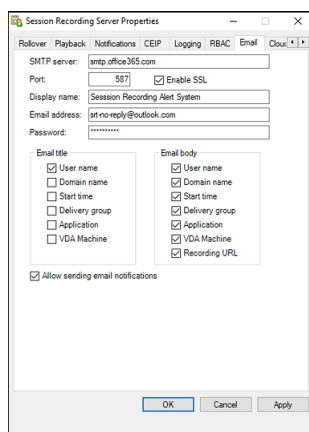 Session Recording Server Properties
Rollover Playback Notifications CEIP Logging RBAC Email Clou
SMTP server: smtp.office365.com
Port: 587 Enable SSL
Display name: Sesssion Recording Alert System
Email address: srt-no-reply@outlook.com
Password: **********
Email title Email body
User name User name
Domain name Domain name
Start time Start time
Delivery group Delivery group
Application Application
VDA Machine VDA Machine
Recording URL
Allow sending email notifications
OK Cancel Apply